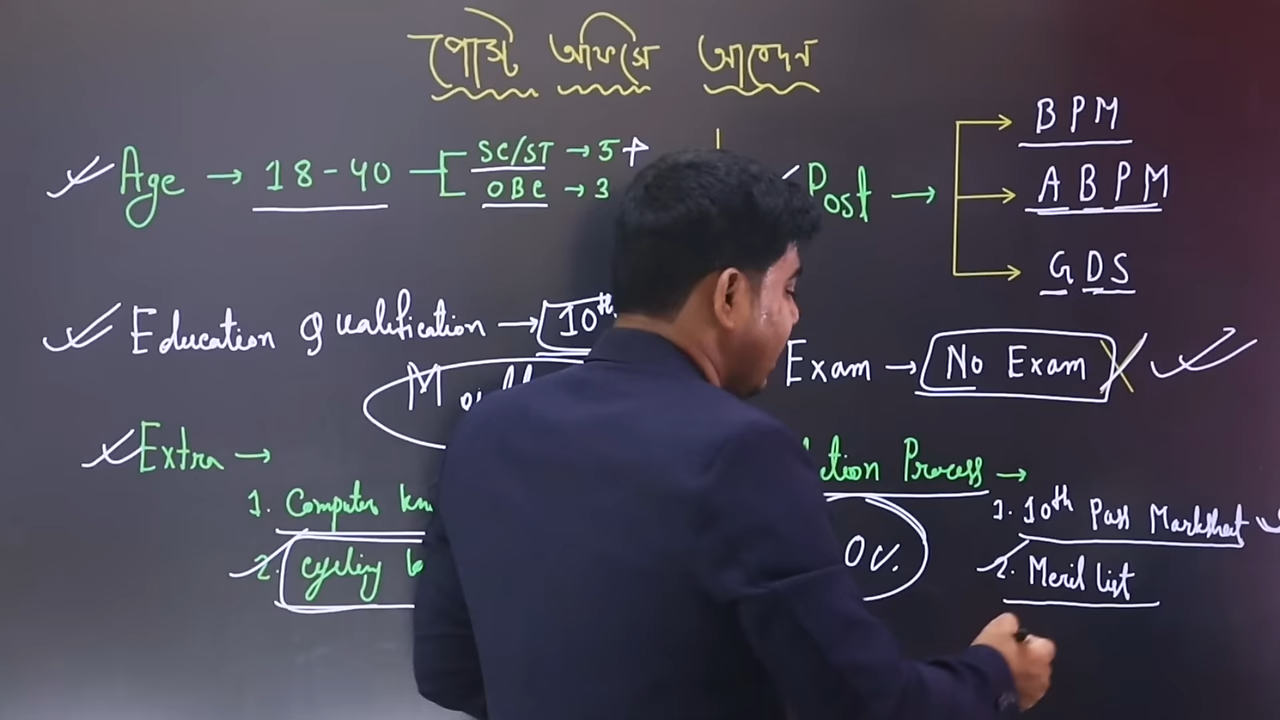 পোস্ট অফিসে আবেদন
Age → 18-40
SC/ST → 5+
OBC → 3
Post →
BPM
ABPM
GDS
Education Qualification → 10th
Exam → No Exam
Extra →
1. Computer
2. Cycling
Process →
1. 10th Pass Marksheet
2. Merit list